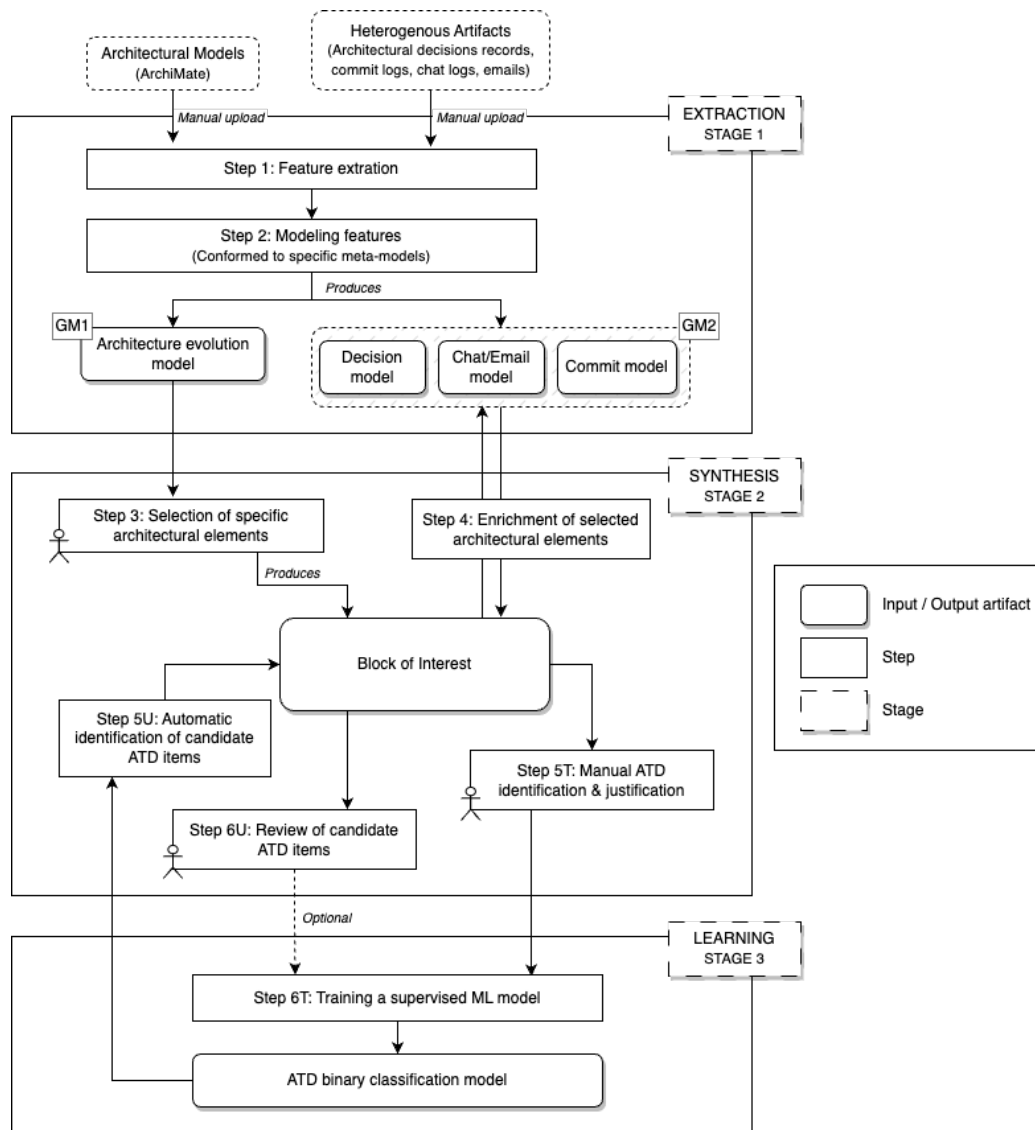 Architectural Models
(ArchiMate)
Heterogenous Artifacts
(Architectural decisions records,
commit logs, chat logs, emails)
Manual upload
Manual upload
EXTRACTION
STAGE 1
Step 1: Feature extration
Step 2: Modeling features
(Conformed to specific meta-models)
Produces
GM1
Architecture evolution
model
GM2
Decision
model
Chat/Email
model
Commit model
SYNTHESIS
STAGE 2
Step 3: Selection of specific
architectural elements
Step 4: Enrichment of selected
architectural elements
Produces
Block of Interest
Input / Output artifact
Step
Stage
Step 5U: Automatic
identification of candidate
ATD items
Step 5T: Manual ATD
identification & justification
Step 6U: Review of candidate
ATD items
Optional
LEARNING
STAGE 3
Step 6T: Training a supervised ML model
ATD binary classification model